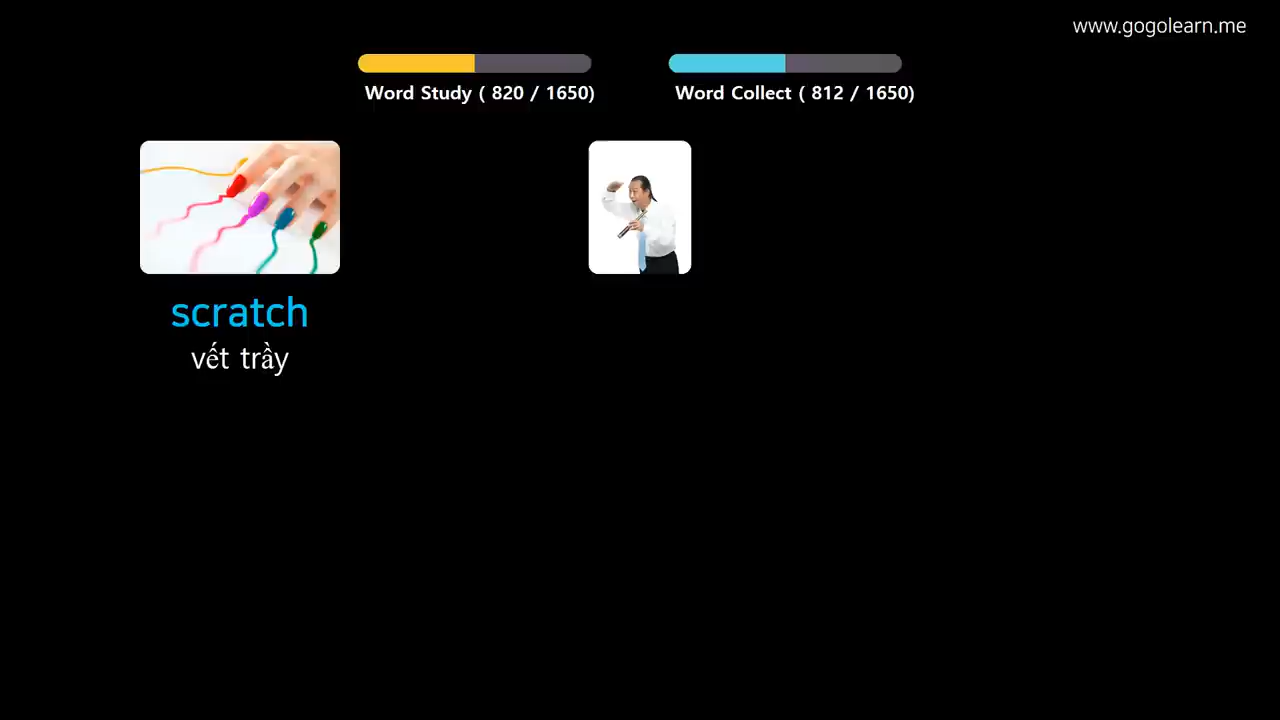 www.gogolearn.me
Word Study ( 820 / 1650)
Word Collect ( 812 / 1650)
scratch
vết trầy